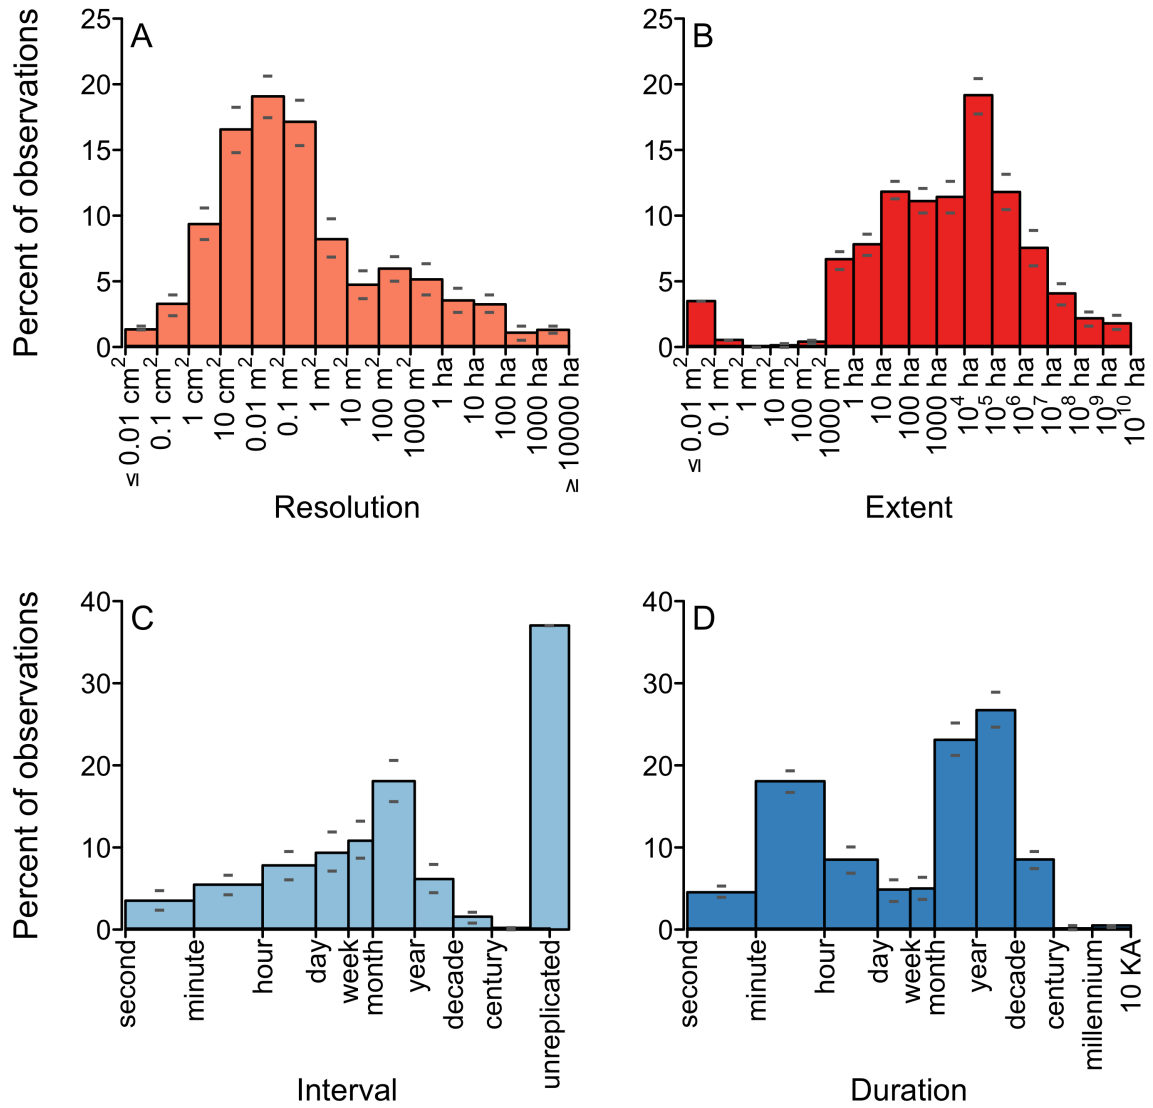 A
Percent of observations
25
20
15
10
5
0
≤ 0.01 cm²
0.1 cm²
1 cm²
10 cm²
0.01 m²
0.1 m²
1 m²
10 m²
100 m²
1000 m²
1 ha
10 ha
100 ha
1000 ha
≥ 10000 ha
Resolution
B
25
20
15
10
5
0
≤ 0.01 m²
0.1 m²
1 m²
10 m²
100 m²
1000 m²
1 ha
10 ha
100 ha
1000 ha
10⁴ ha
10⁵ ha
10⁶ ha
10⁷ ha
10⁸ ha
10⁹ ha
10¹⁰ ha
Extent
C
Percent of observations
40
30
20
10
0
second
minute
hour
day
week
month
year
decade
century
unreplicated
Interval
D
40
30
20
10
0
second
minute
hour
day
week
month
year
decade
century
millennium
10 KA
Duration